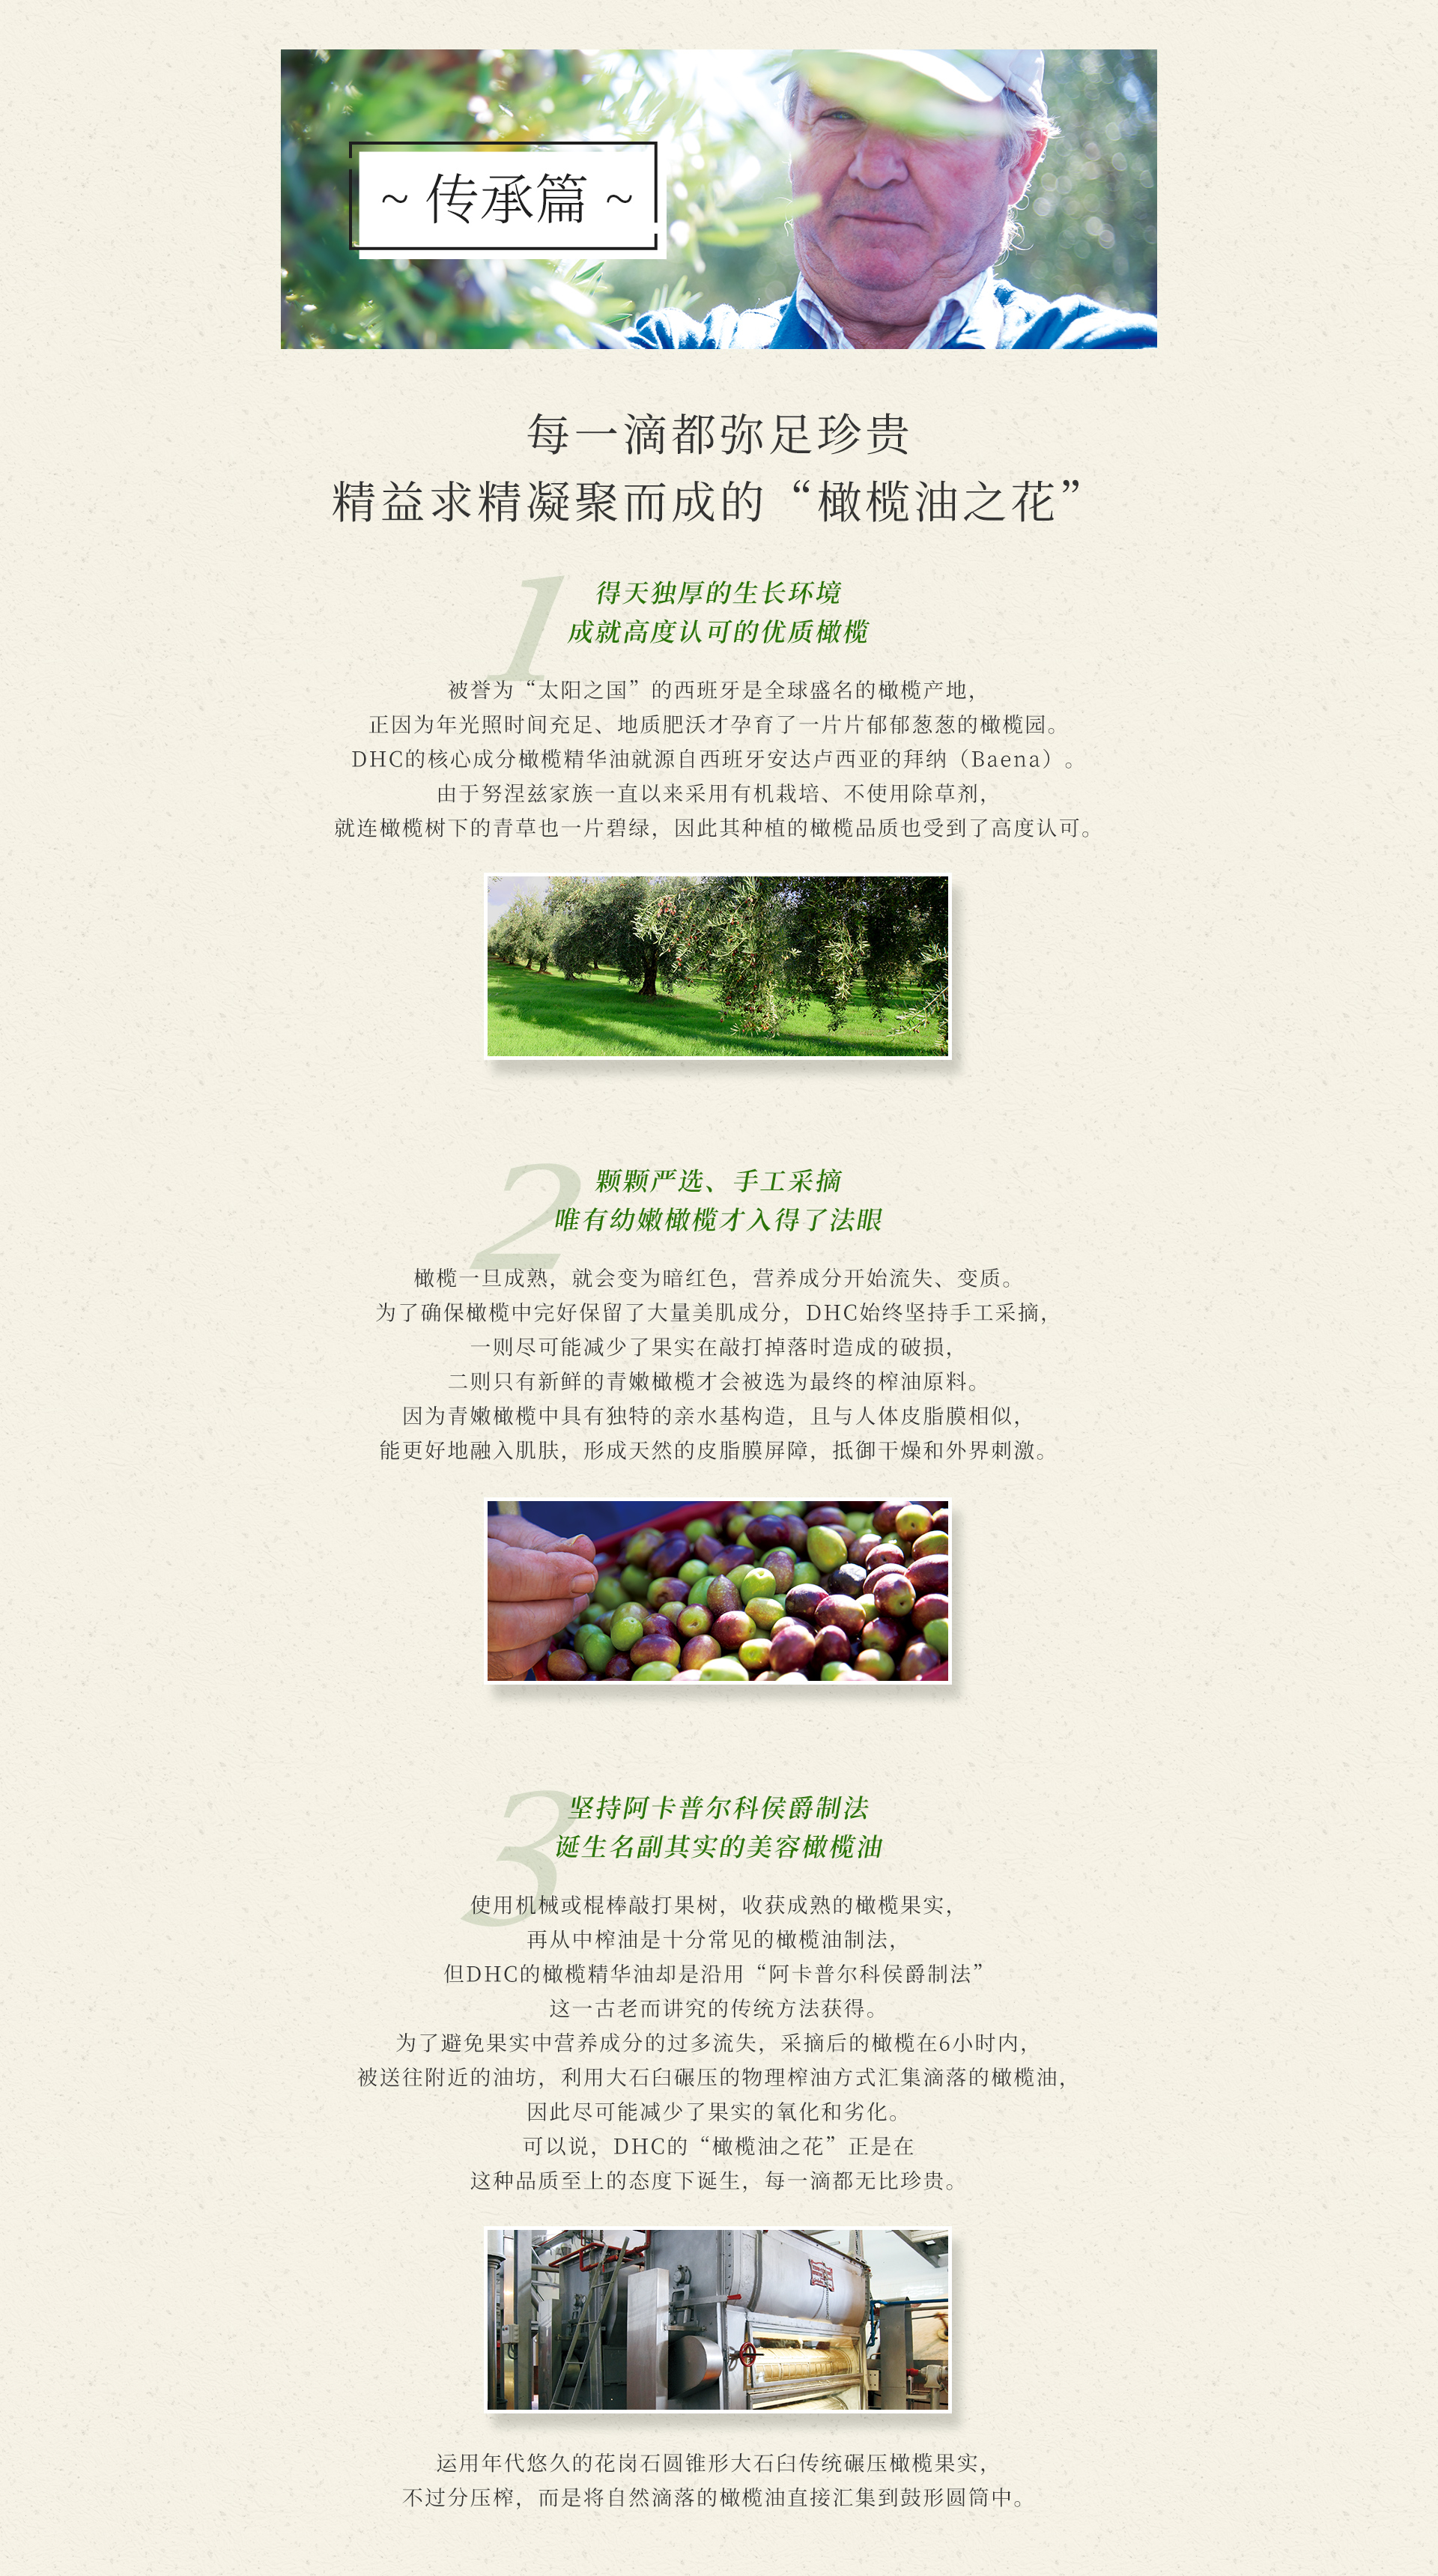 ~ 传承篇 ~
每一滴都弥足珍贵
精益求精凝聚而成的“橄榄油之花”
1
得天独厚的生长环境
成就高度认可的优质橄榄
被誉为“太阳之国”的西班牙是全球盛名的橄榄产地，
正因为年光照时间充足、地质肥沃才孕育了一片片郁郁葱葱的橄榄园。
DHC的核心成分橄榄精华油就源自西班牙安达卢西亚的拜纳（Baena）。
由于努涅兹家族一直以来采用有机栽培、不使用除草剂，
就连橄榄树下的青草也一片碧绿，因此其种植的橄榄品质也受到了高度认可。
2
颗颗严选、手工采摘
唯有幼嫩橄榄才入得了法眼
橄榄一旦成熟，就会变为暗红色，营养成分开始流失、变质。
为了确保橄榄中完好保留了大量美肌成分，DHC始终坚持手工采摘，
一则尽可能减少了果实在敲打掉落时造成的破损，
二则只有新鲜的青嫩橄榄才会被选为最终的榨油原料。
因为青嫩橄榄中具有独特的亲水基构造，且与人体皮脂膜相似，
能更好地融入肌肤，形成天然的皮脂膜屏障，抵御干燥和外界刺激。
3
坚持阿卡普尔科侯爵制法
诞生名副其实的美容橄榄油
使用机械或棍棒敲打果树，收获成熟的橄榄果实，
再从中榨油是十分常见的橄榄油制法，
但DHC的橄榄精华油却是沿用“阿卡普尔科侯爵制法”
这一古老而讲究的传统方法获得。
为了避免果实中营养成分的过多流失，采摘后的橄榄在6小时内，
被送往附近的油坊，利用大石臼碾压的物理榨油方式汇集滴落的橄榄油，
因此尽可能减少了果实的氧化和劣化。
可以说，DHC的“橄榄油之花”正是在
这种品质至上的态度下诞生，每一滴都无比珍贵。
运用年代悠久的花岗石圆锥形大石臼传统碾压橄榄果实，
不过分压榨，而是将自然滴落的橄榄油直接汇集到鼓形圆筒中。